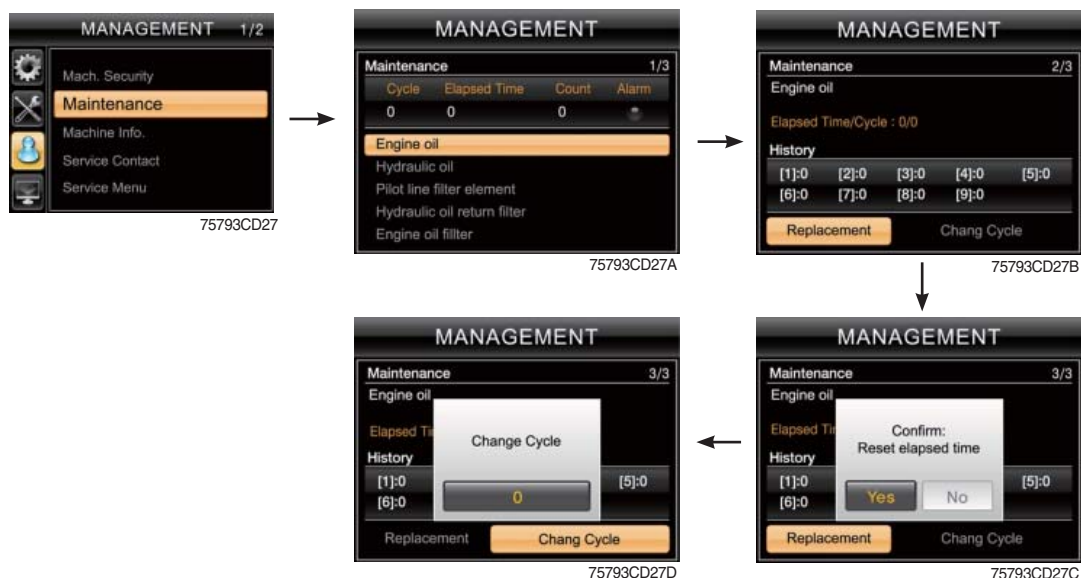 MANAGEMENT 1/2
Mach. Security
Maintenance
Machine Info.
Service Contact
Service Menu
75793CD27
MANAGEMENT
Maintenance 1/3
Cycle Elapsed Time Count Alarm
0 0 0
Engine oil
Hydraulic oil
Pilot line filter element
Hydraulic oil return filter
Engine oil fillter
75793CD27A
MANAGEMENT
Maintenance 2/3
Engine oil
Elapsed Time/Cycle : 0/0
History
[1]:0 [2]:0 [3]:0 [4]:0 [5]:0
[6]:0 [7]:0 [8]:0 [9]:0
Replacement Chang Cycle
75793CD27B
MANAGEMENT
Maintenance 3/3
Engine oil
Elapsed
Change Cycle
History
[1]:0 [5]:0
[6]:0
0
Replacement Chang Cycle
75793CD27D
MANAGEMENT
Maintenance 3/3
Engine oil
Elapsed
Confirm:
Reset elapsed time
History
[1]:0 [5]:0
[6]:0
Yes No
Replacement Chang Cycle
75793CD27C